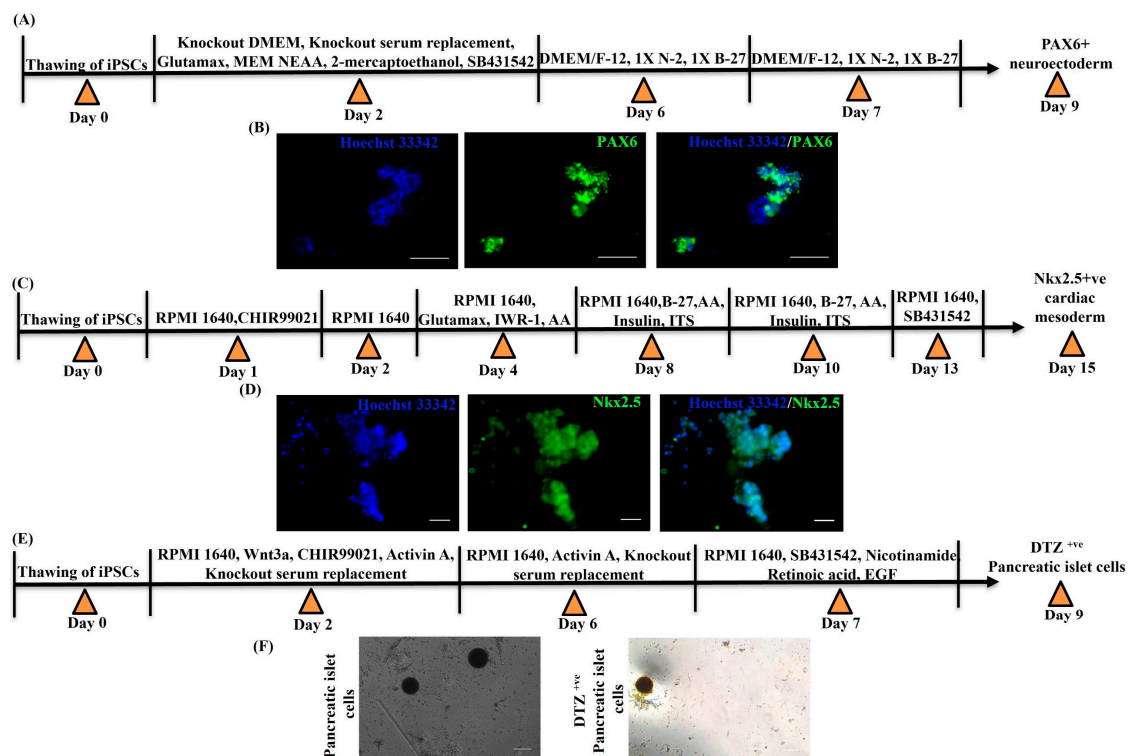 (A)
Knockout DMEM, Knockout serum replacement,
Thawing of iPSCs
Glutamax, MEM NEAA, 2-mercaptoethanol, SB431542
DMEM/F-12, 1X N-2, 1X B-27
DMEM/F-12, 1X N-2, 1X B-27
PAX6+
neuroectoderm
Day 0
Day 2
Day 6
Day 7
Day 9
(B)
Hoechst 33342
PAX6
Hoechst 33342/PAX6
(C)
Thawing of iPSCs
RPMI 1640,CHIR99021
RPMI 1640
RPMI 1640,
Glutamax, IWR-1, AA
RPMI 1640,B-27,AA,
Insulin, ITS
RPMI 1640, B-27, AA,
Insulin, ITS
RPMI 1640,
SB431542
Nkx2.5+ve
cardiac
mesoderm
Day 0
Day 1
Day 2
Day 4
Day 8
Day 10
Day 13
Day 15
(D)
Hoechst 33342
Nkx2.5
Hoechst 33342/Nkx2.5
(E)
Thawing of iPSCs
RPMI 1640, Wnt3a, CHIR99021, Activin A,
Knockout serum replacement
RPMI 1640, Activin A, Knockout
serum replacement
RPMI 1640, SB431542, Nicotinamide,
Retinoic acid, EGF
DTZ +ve
Pancreatic islet cells
Day 0
Day 2
Day 6
Day 7
Day 9
(F)
Pancreatic islet
cells
DTZ +ve
Pancreatic islet
cells